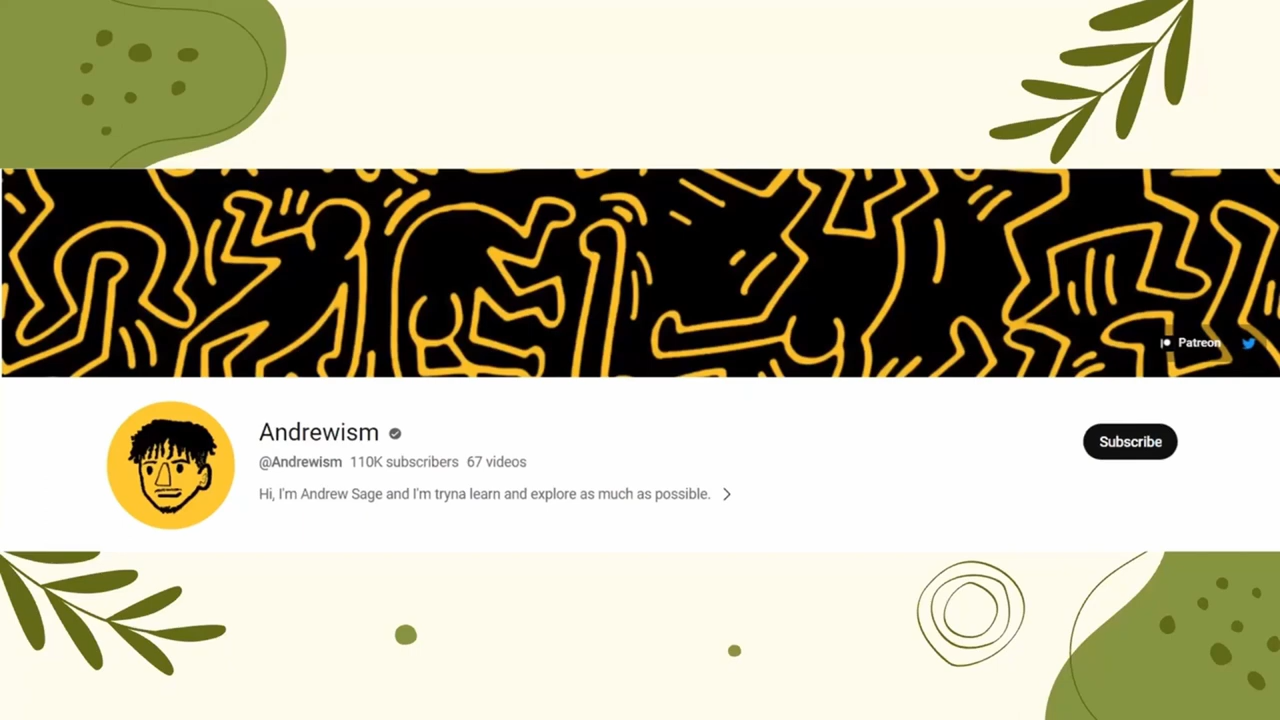 Patreon
Andrewism
@Andrewism 110K subscribers 67 videos
Subscribe
Hi, I'm Andrew Sage and I'm tryna learn and explore as much as possible.